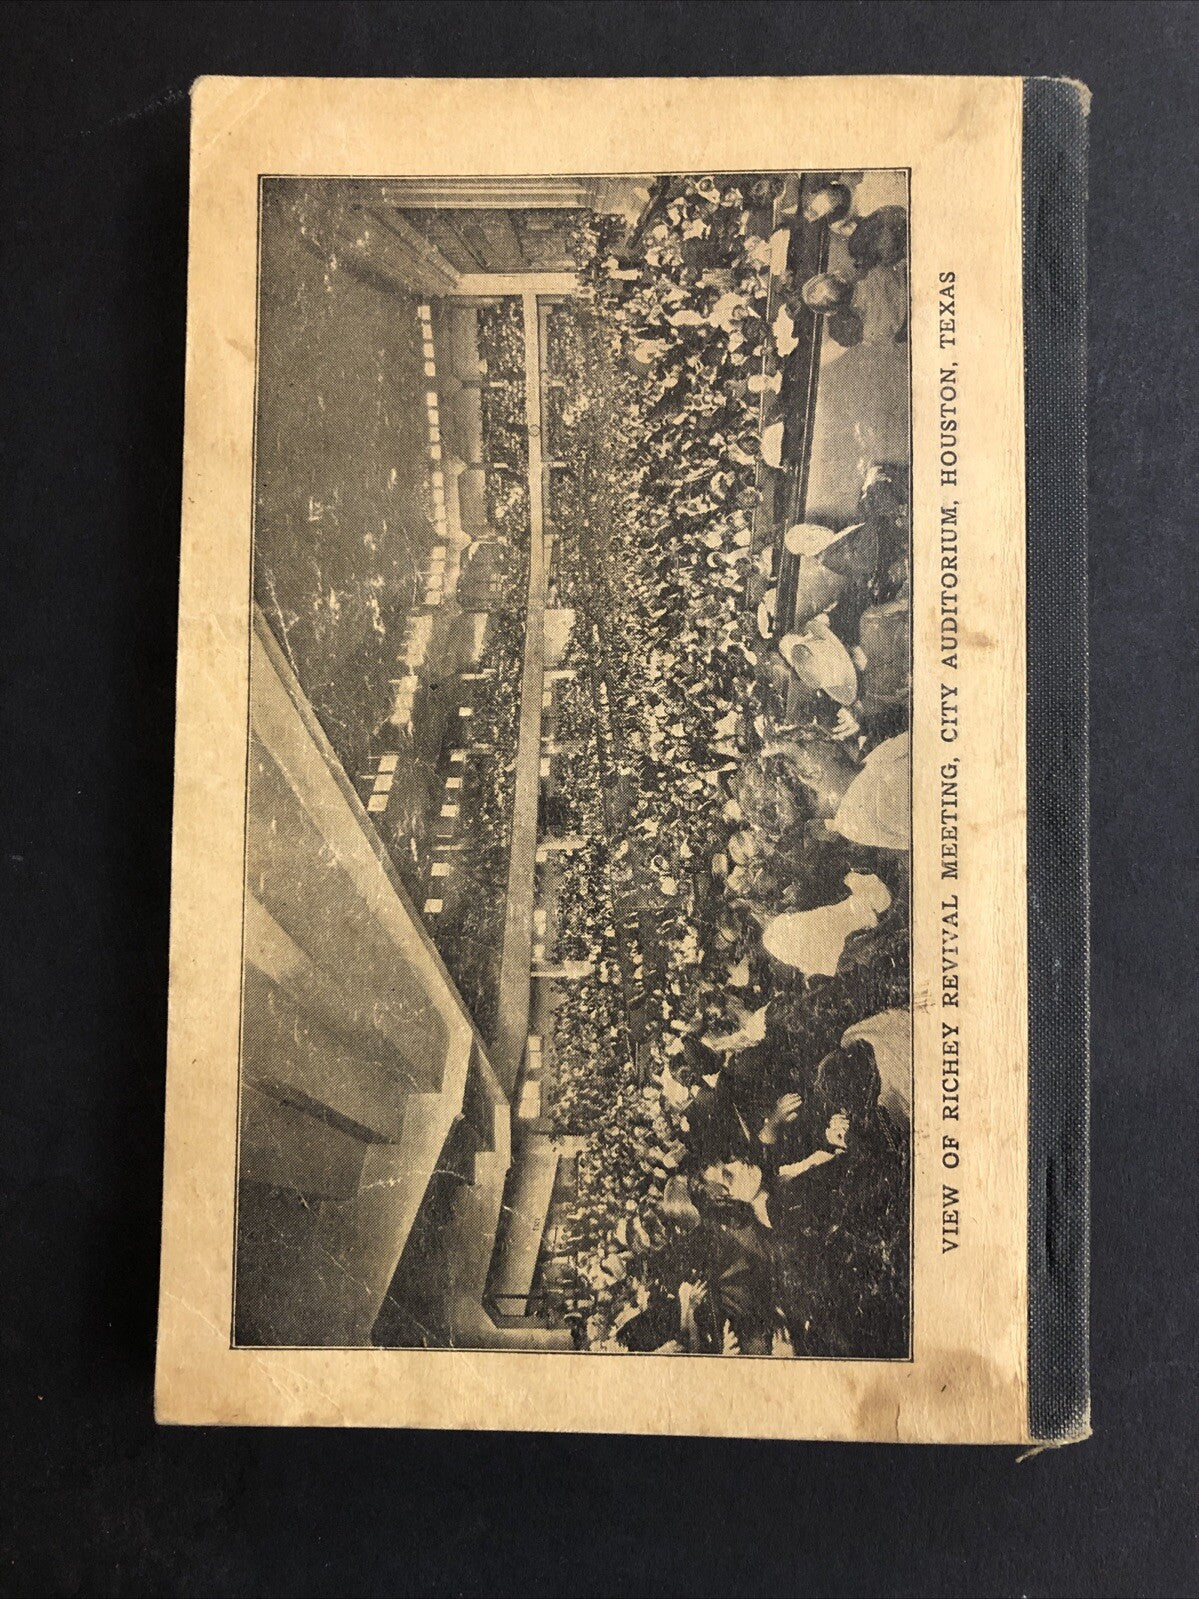 VIEW OF RICHEY REVIVAL MEETING, CITY AUDITORIUM, HOUSTON, TEXAS